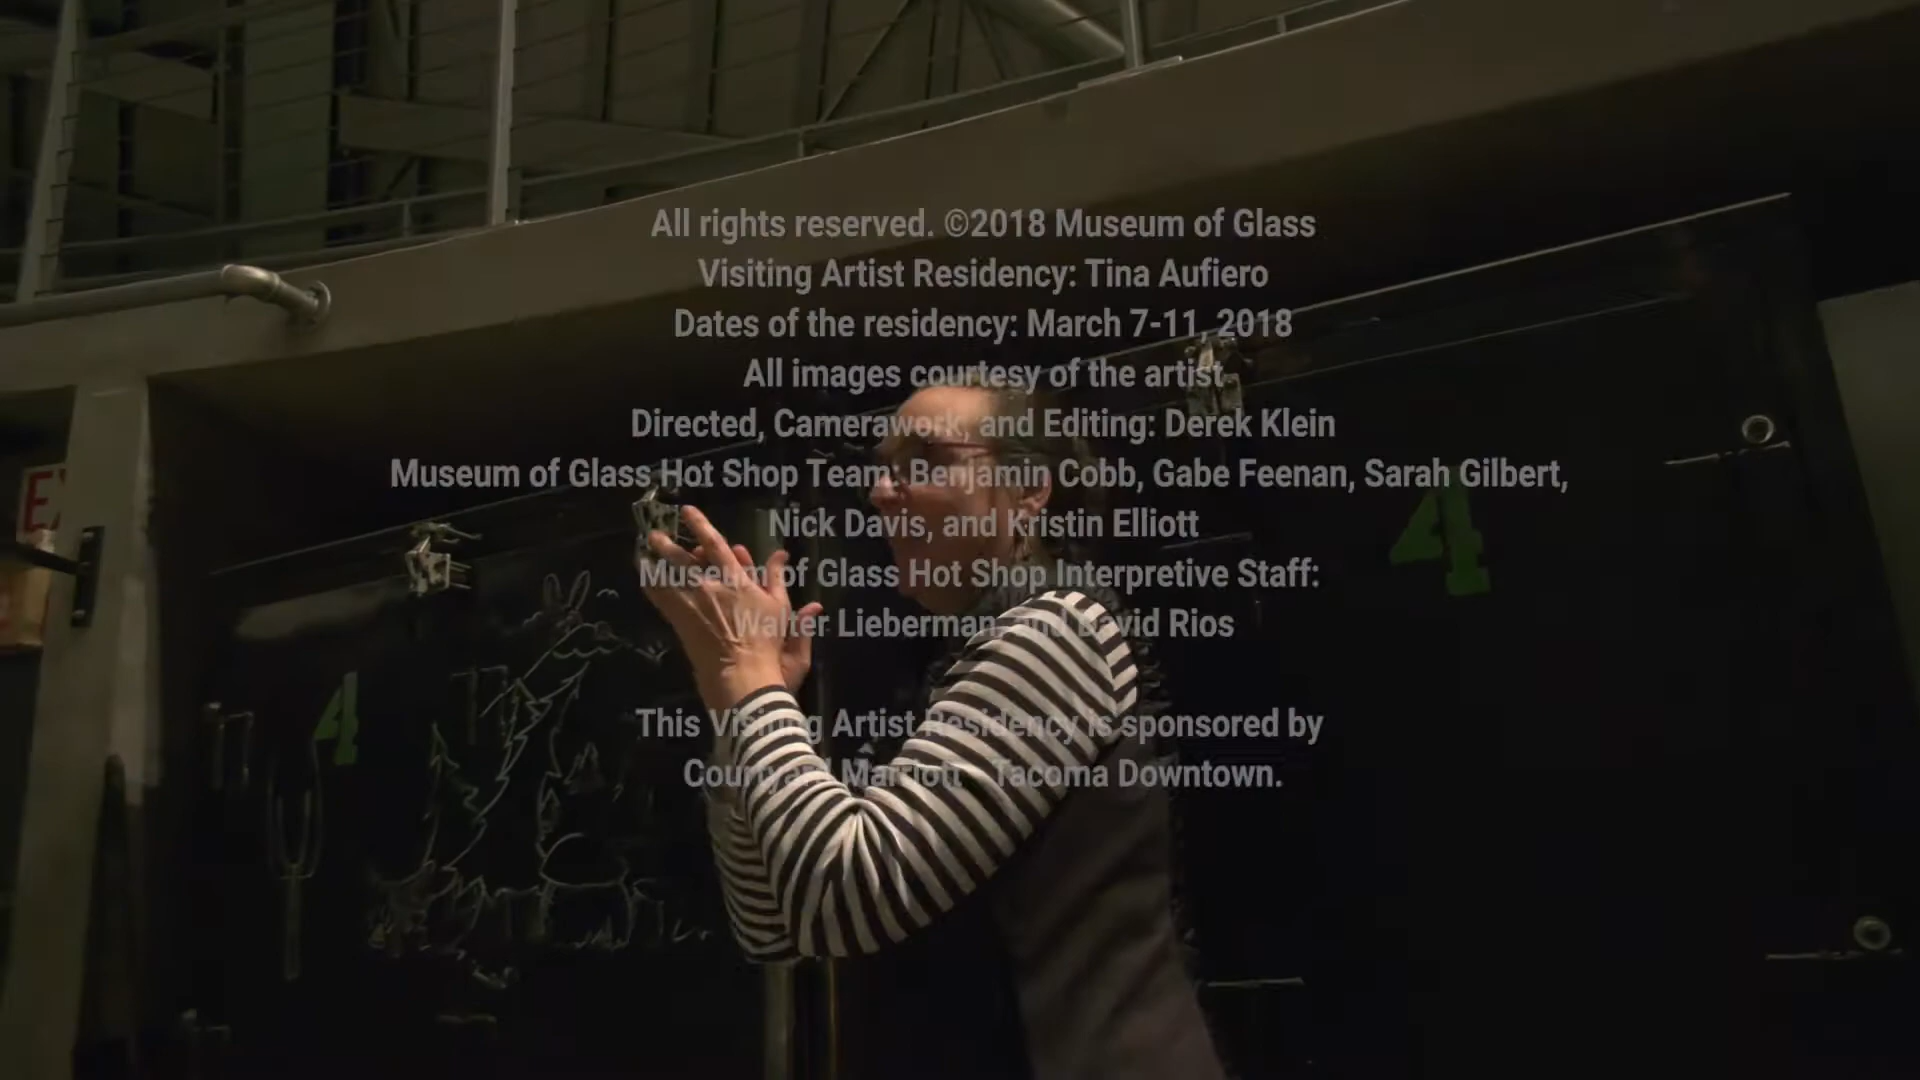 All rights reserved. ©2018 Museum of Glass
Visiting Artist Residency: Tina Aufiero
Dates of the residency: March 7-11, 2018
All images courtesy of the artist
Directed, Camerawork, and Editing: Derek Klein
Museum of Glass Hot Shop Team: Benjamin Cobb, Gabe Feenan, Sarah Gilbert,
Nick Davis, and Kristin Elliott
Museum of Glass Hot Shop Interpretive Staff:
Walter Lieberman, and David Rios
This Visiting Artist Residency is sponsored by
Courtyard Marriott Tacoma Downtown.
4
4